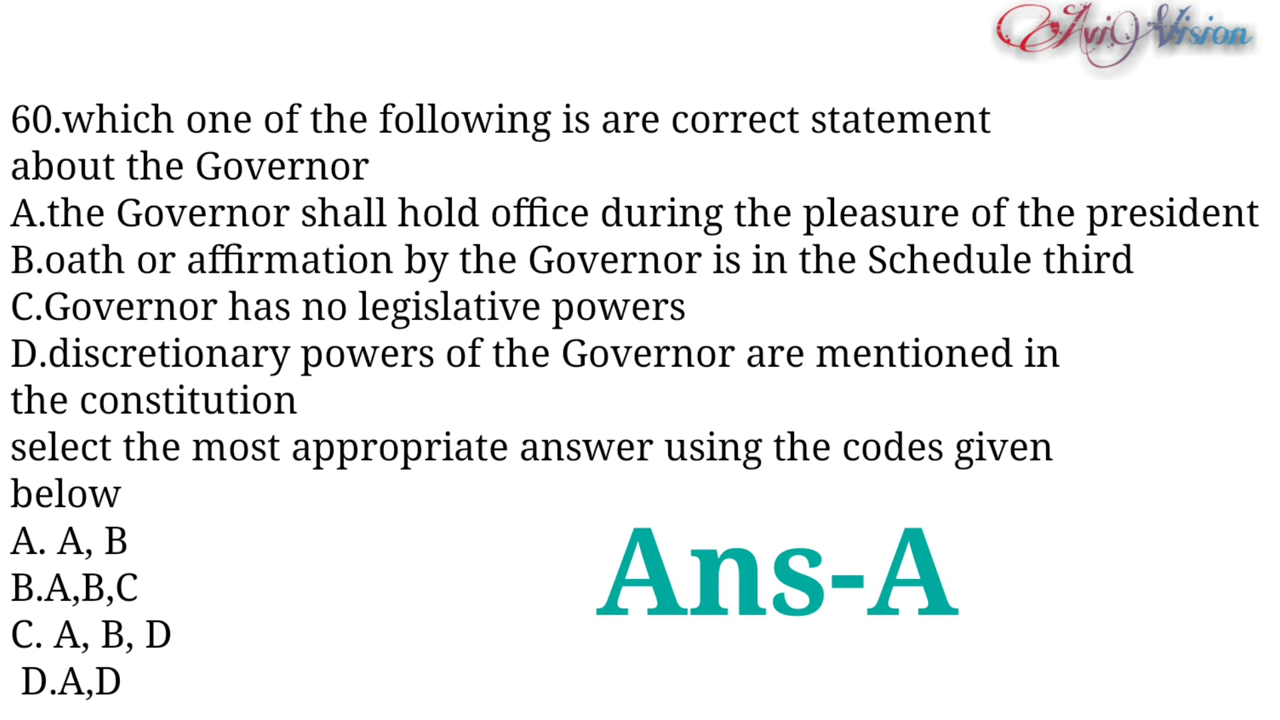 Avi Vision
60.which one of the following is are correct statement
about the Governor
A.the Governor shall hold office during the pleasure of the president
B.oath or affirmation by the Governor is in the Schedule third
C.Governor has no legislative powers
D.discretionary powers of the Governor are mentioned in
the constitution
select the most appropriate answer using the codes given
below
A. A, B
B.A,B,C
C. A, B, D
D.A,D
Ans-A